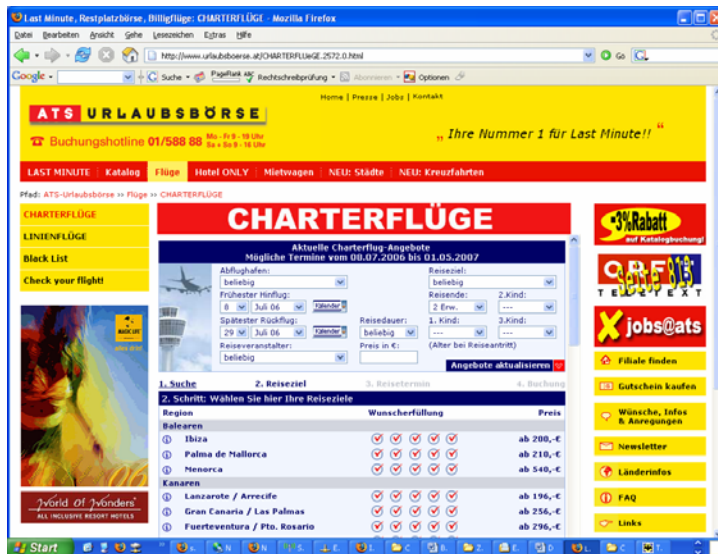 Last Minute, Restplatzbörse, Billigflüge: CHARTERFLÜGE - Mozilla Firefox
Datei Bearbeiten Ansicht Gehe Lesezeichen Extras Hilfe
http://www.urlaubsboerse.at/CHARTERFLUeGE.2572.0.html
Go
Google Suche PageRank Rechtschreibprüfung Abonnieren Optionen
Home | Presse | Jobs | Kontakt
ATS URLAUBSBÖRSE
Buchungshotline 01/588 88 Mo - Fr 9 - 19 Uhr
Sa + So 9 - 16 Uhr
„ Ihre Nummer 1 für Last Minute!! “
LAST MINUTE Katalog Flüge Hotel ONLY Mietwagen NEU: Städte NEU: Kreuzfahrten
Pfad: ATS-Urlaubsbörse >> Flüge >> CHARTERFLÜGE
CHARTERFLÜGE
LINIENFLÜGE
Black List
Check your flight!
MAGIC LIFE
06
World Of Wonders
ALL INCLUSIVE RESORT HOTELS
CHARTERFLÜGE
Aktuelle Charterflug-Angebote
Mögliche Termine vom 08.07.2006 bis 01.05.2007
Abflughafen: Reiseziel:
beliebig beliebig
Frühester Hinflug: Reisende: 2.Kind:
8 Juli 06 Kalender 2 Erw. ---
Spätester Rückflug: Reisedauer: 1. Kind: 3.Kind:
29 Juli 06 Kalender beliebig --- ---
Reiseveranstalter: Preis in €: (Alter bei Reiseantritt)
beliebig
Angebote aktualisieren
1. Suche 2. Reiseziel 3. Reisetermin 4. Buchung
2. Schritt: Wählen Sie hier Ihre Reiseziele
Region Wunscherfüllung Preis
Balearen
Ibiza ab 200,-€
Palma de Mallorca ab 210,-€
Menorca ab 540,-€
Kanaren
Lanzarote / Arrecife ab 196,-€
Gran Canaria / Las Palmas ab 256,-€
Fuerteventura / Pto. Rosario ab 296,-€
-3%Rabatt
auf Katalogbuchung!
ORF
Seite 815
TELETEXT
jobs@ats
Filiale finden
Gutschein kaufen
Wünsche, Infos
& Anregungen
Newsletter
Länderinfos
FAQ
Links
Start